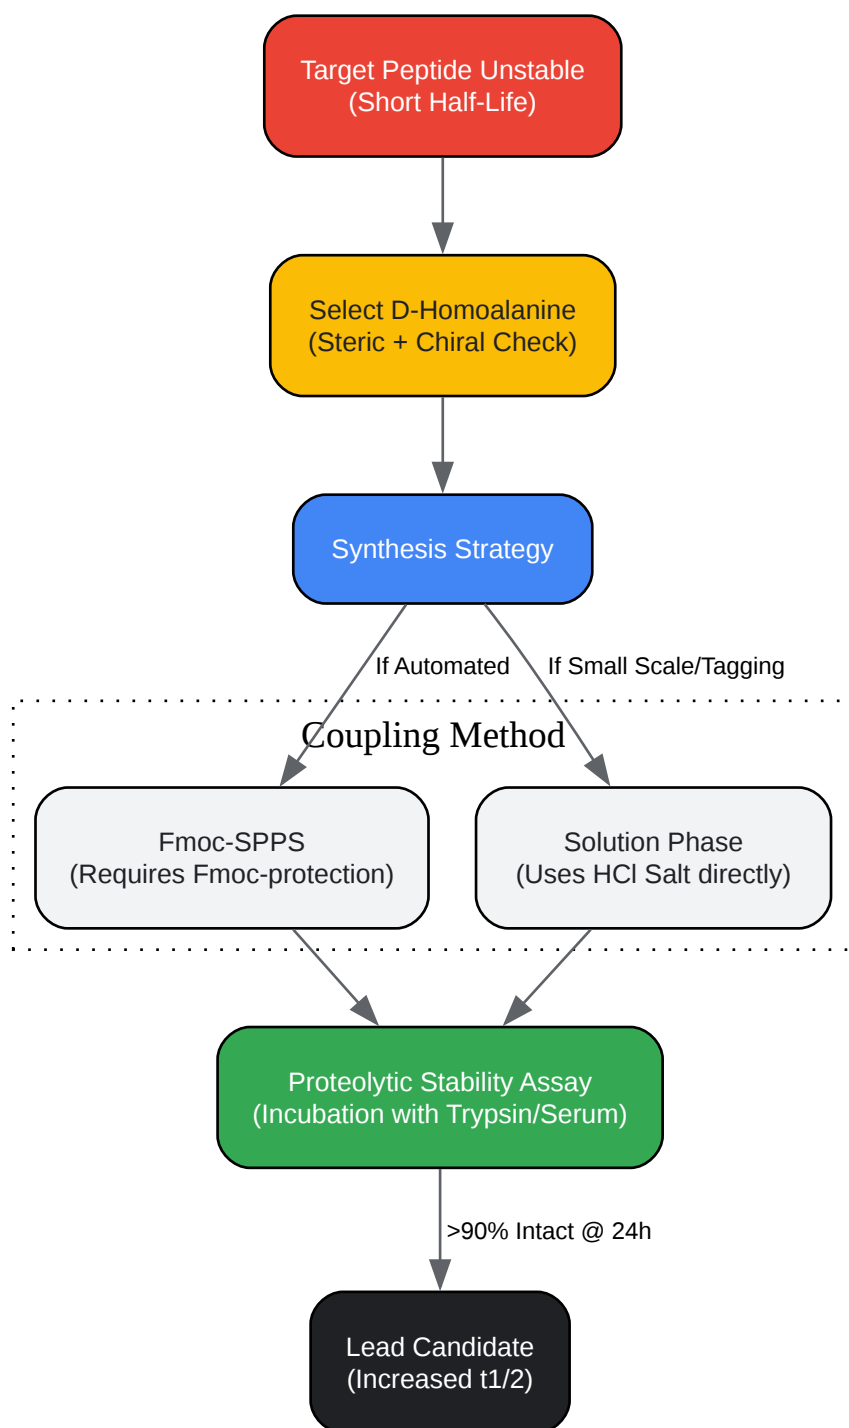 Target Peptide Unstable
(Short Half-Life)
Select D-Homoalanine
(Steric + Chiral Check)
Synthesis Strategy
If Automated
If Small Scale/Tagging
Coupling Method
Fmoc-SPPS
(Requires Fmoc-protection)
Solution Phase
(Uses HCl Salt directly)
Proteolytic Stability Assay
(Incubation with Trypsin/Serum)
>90% Intact @ 24h
Lead Candidate
(Increased t1/2)